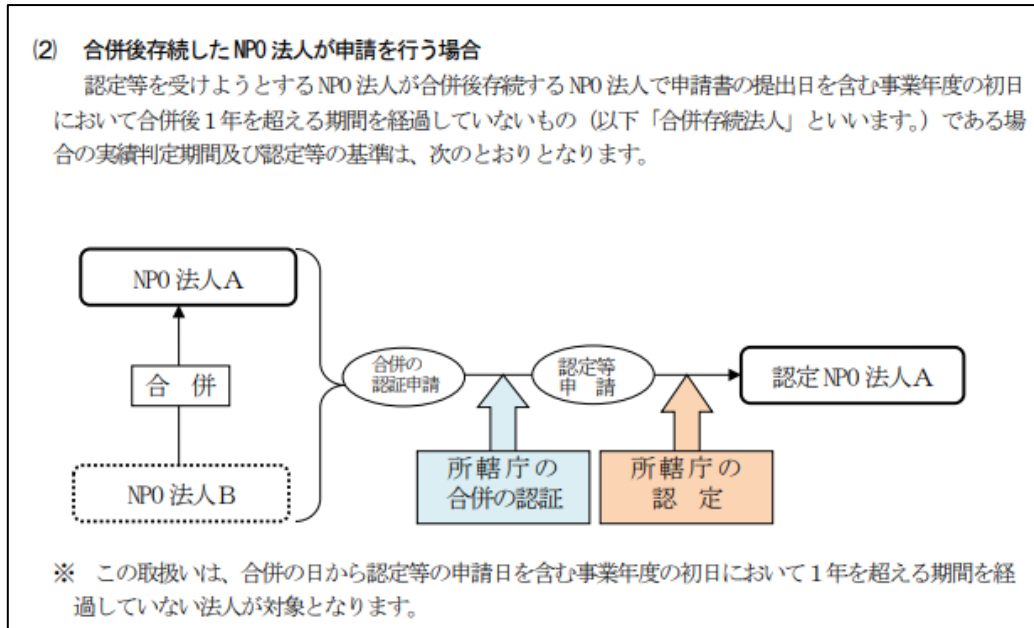 (2) 合併後存続したNPO法人が申請を行う場合
認定等を受けようとするNPO法人が合併後存続するNPO法人で申請書の提出日を含む事業年度の初日
において合併後1年を超える期間を経過していないもの（以下「合併存続法人」といいます。）である場
合の実績判定期間及び認定等の基準は、次のとおりとなります。
NPO法人A
合 併
NPO法人B
合併の
認証申請
認定等
申 請
認定NPO法人A
所轄庁の
合併の認証
所轄庁の
認 定
※ この取扱いは、合併の日から認定等の申請日を含む事業年度の初日において1年を超える期間を経
過していない法人が対象となります。